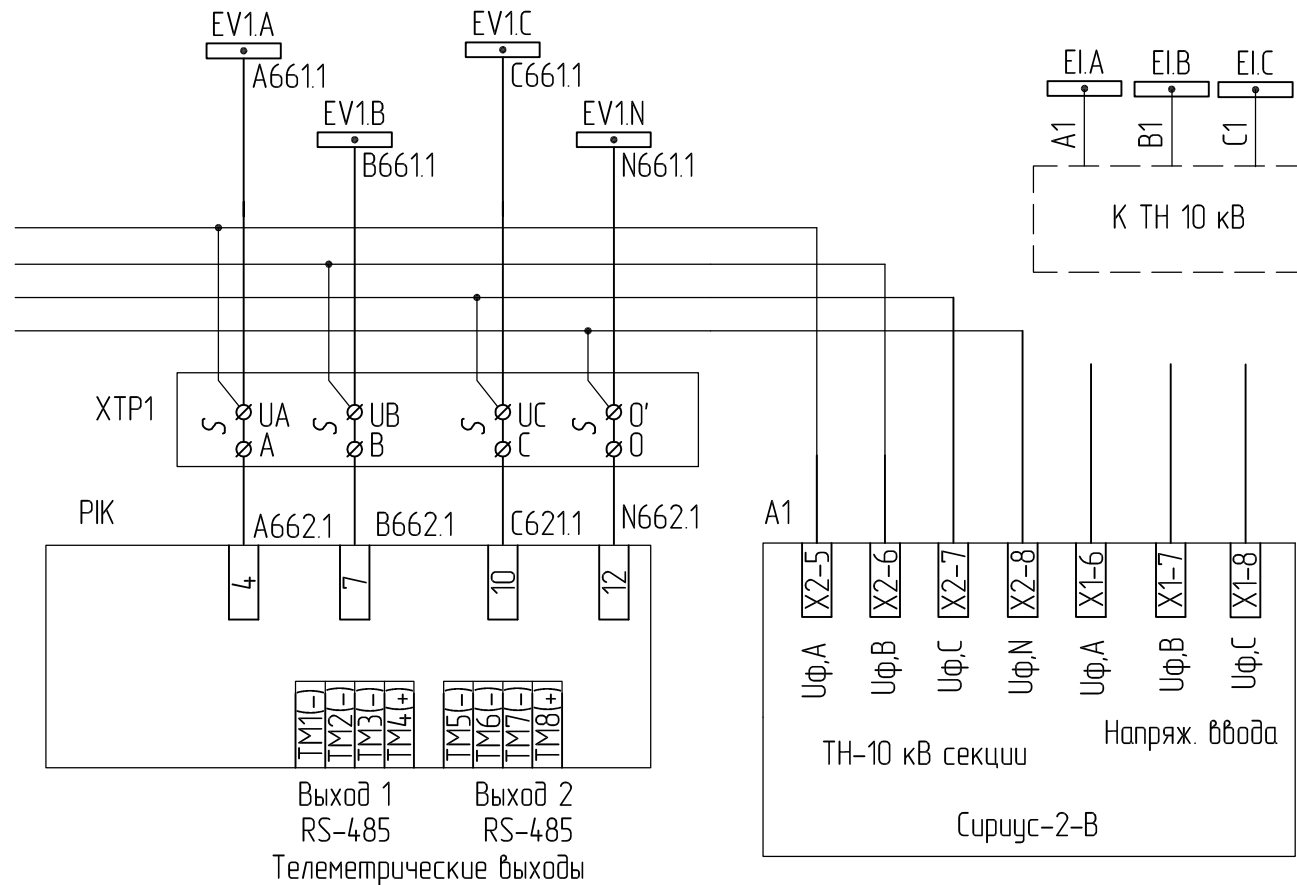 EV1.A
EV1.C
A661.1
C661.1
EV1.B
EV1.N
B661.1
N661.1
EI.A
EI.B
EI.C
A1
B1
C1
К ТН 10 кВ
XTP1
S
UA
A
S
UB
B
S
UC
C
S
O'
O
PIK
A662.1
B662.1
C621.1
N662.1
4
7
10
12
TM1(-)
TM2(-)
TM3(-)
TM4(+)
TM5(-)
TM6(-)
TM7(-)
TM8(+)
Выход 1
RS-485
Выход 2
RS-485
Телеметрические выходы
A1
X2-5
X2-6
X2-7
X2-8
X1-6
X1-7
X1-8
Uф,A
Uф,B
Uф,C
Uф,N
Uф,A
Uф,B
Uф,C
ТН-10 кВ секции
Напряж. ввода
Сириус-2-В